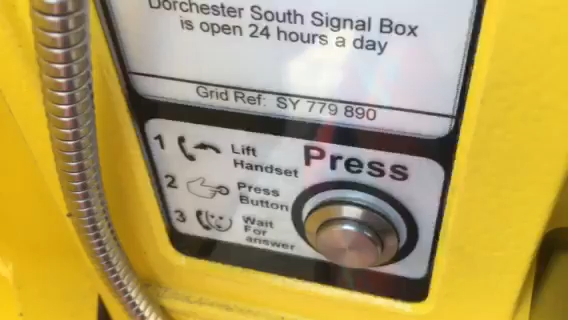 Dorchester South Signal Box
is open 24 hours a day
Grid Ref: SY 779 890
Press
1 Lift
Handset
2 Press
Button
3 Wait
For
answer